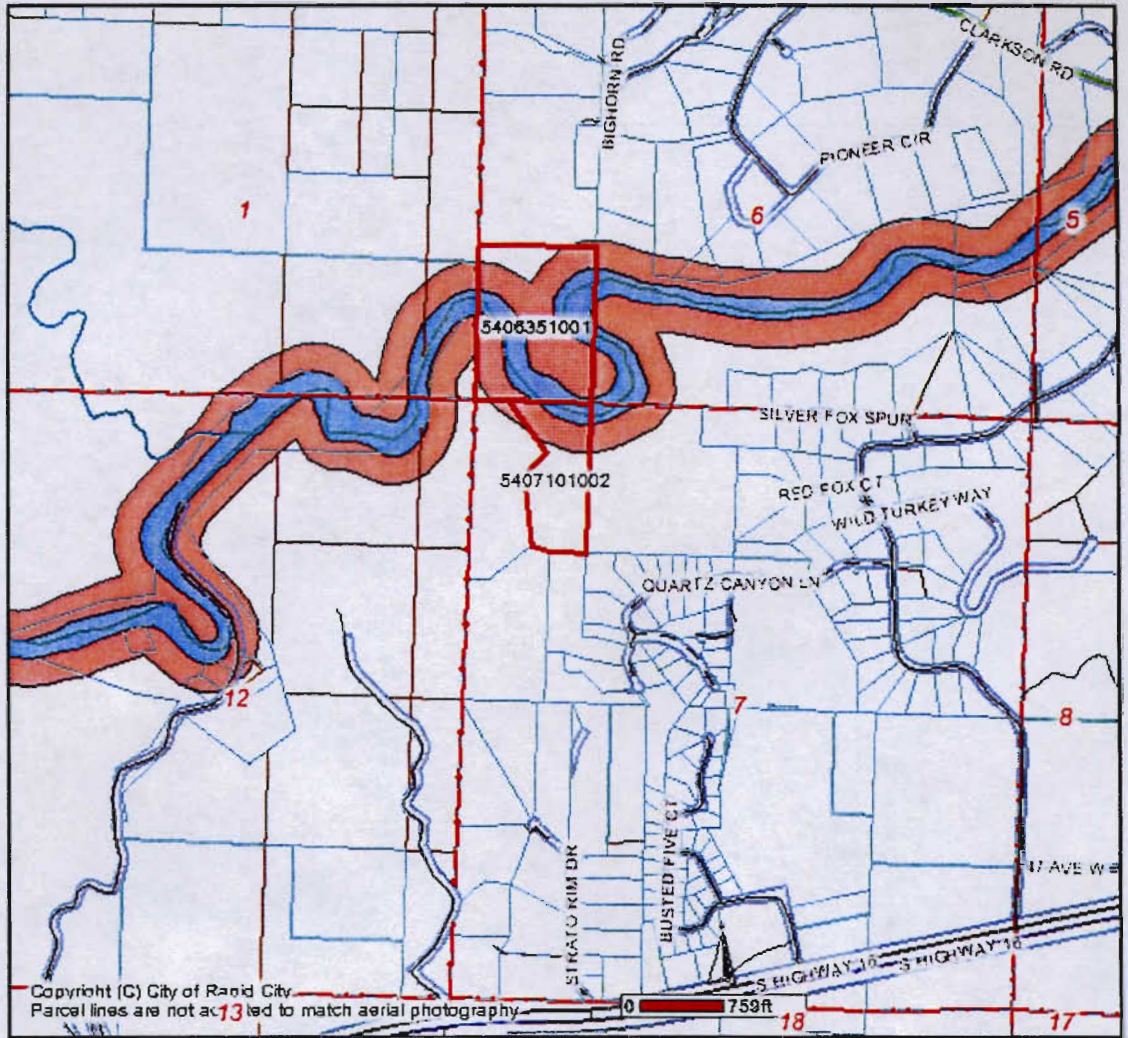 CLARKSON RD
BIGHORN RD
PIONEER CIR
1
6
5
5406351001
SILVER FOX SPUR
5407101002
RED FOX CT
WILD TURKEY WAY
QUARTZ CANYON LN
12
7
8
BUSTED FIVE CT
STRATO RIM DR
AVE W
S HIGHWAY 16
S HIGHWAY 16
Copyright (C) City of Rapid City
Parcel lines are not
13
to match aerial photography
0
759ft
18
17